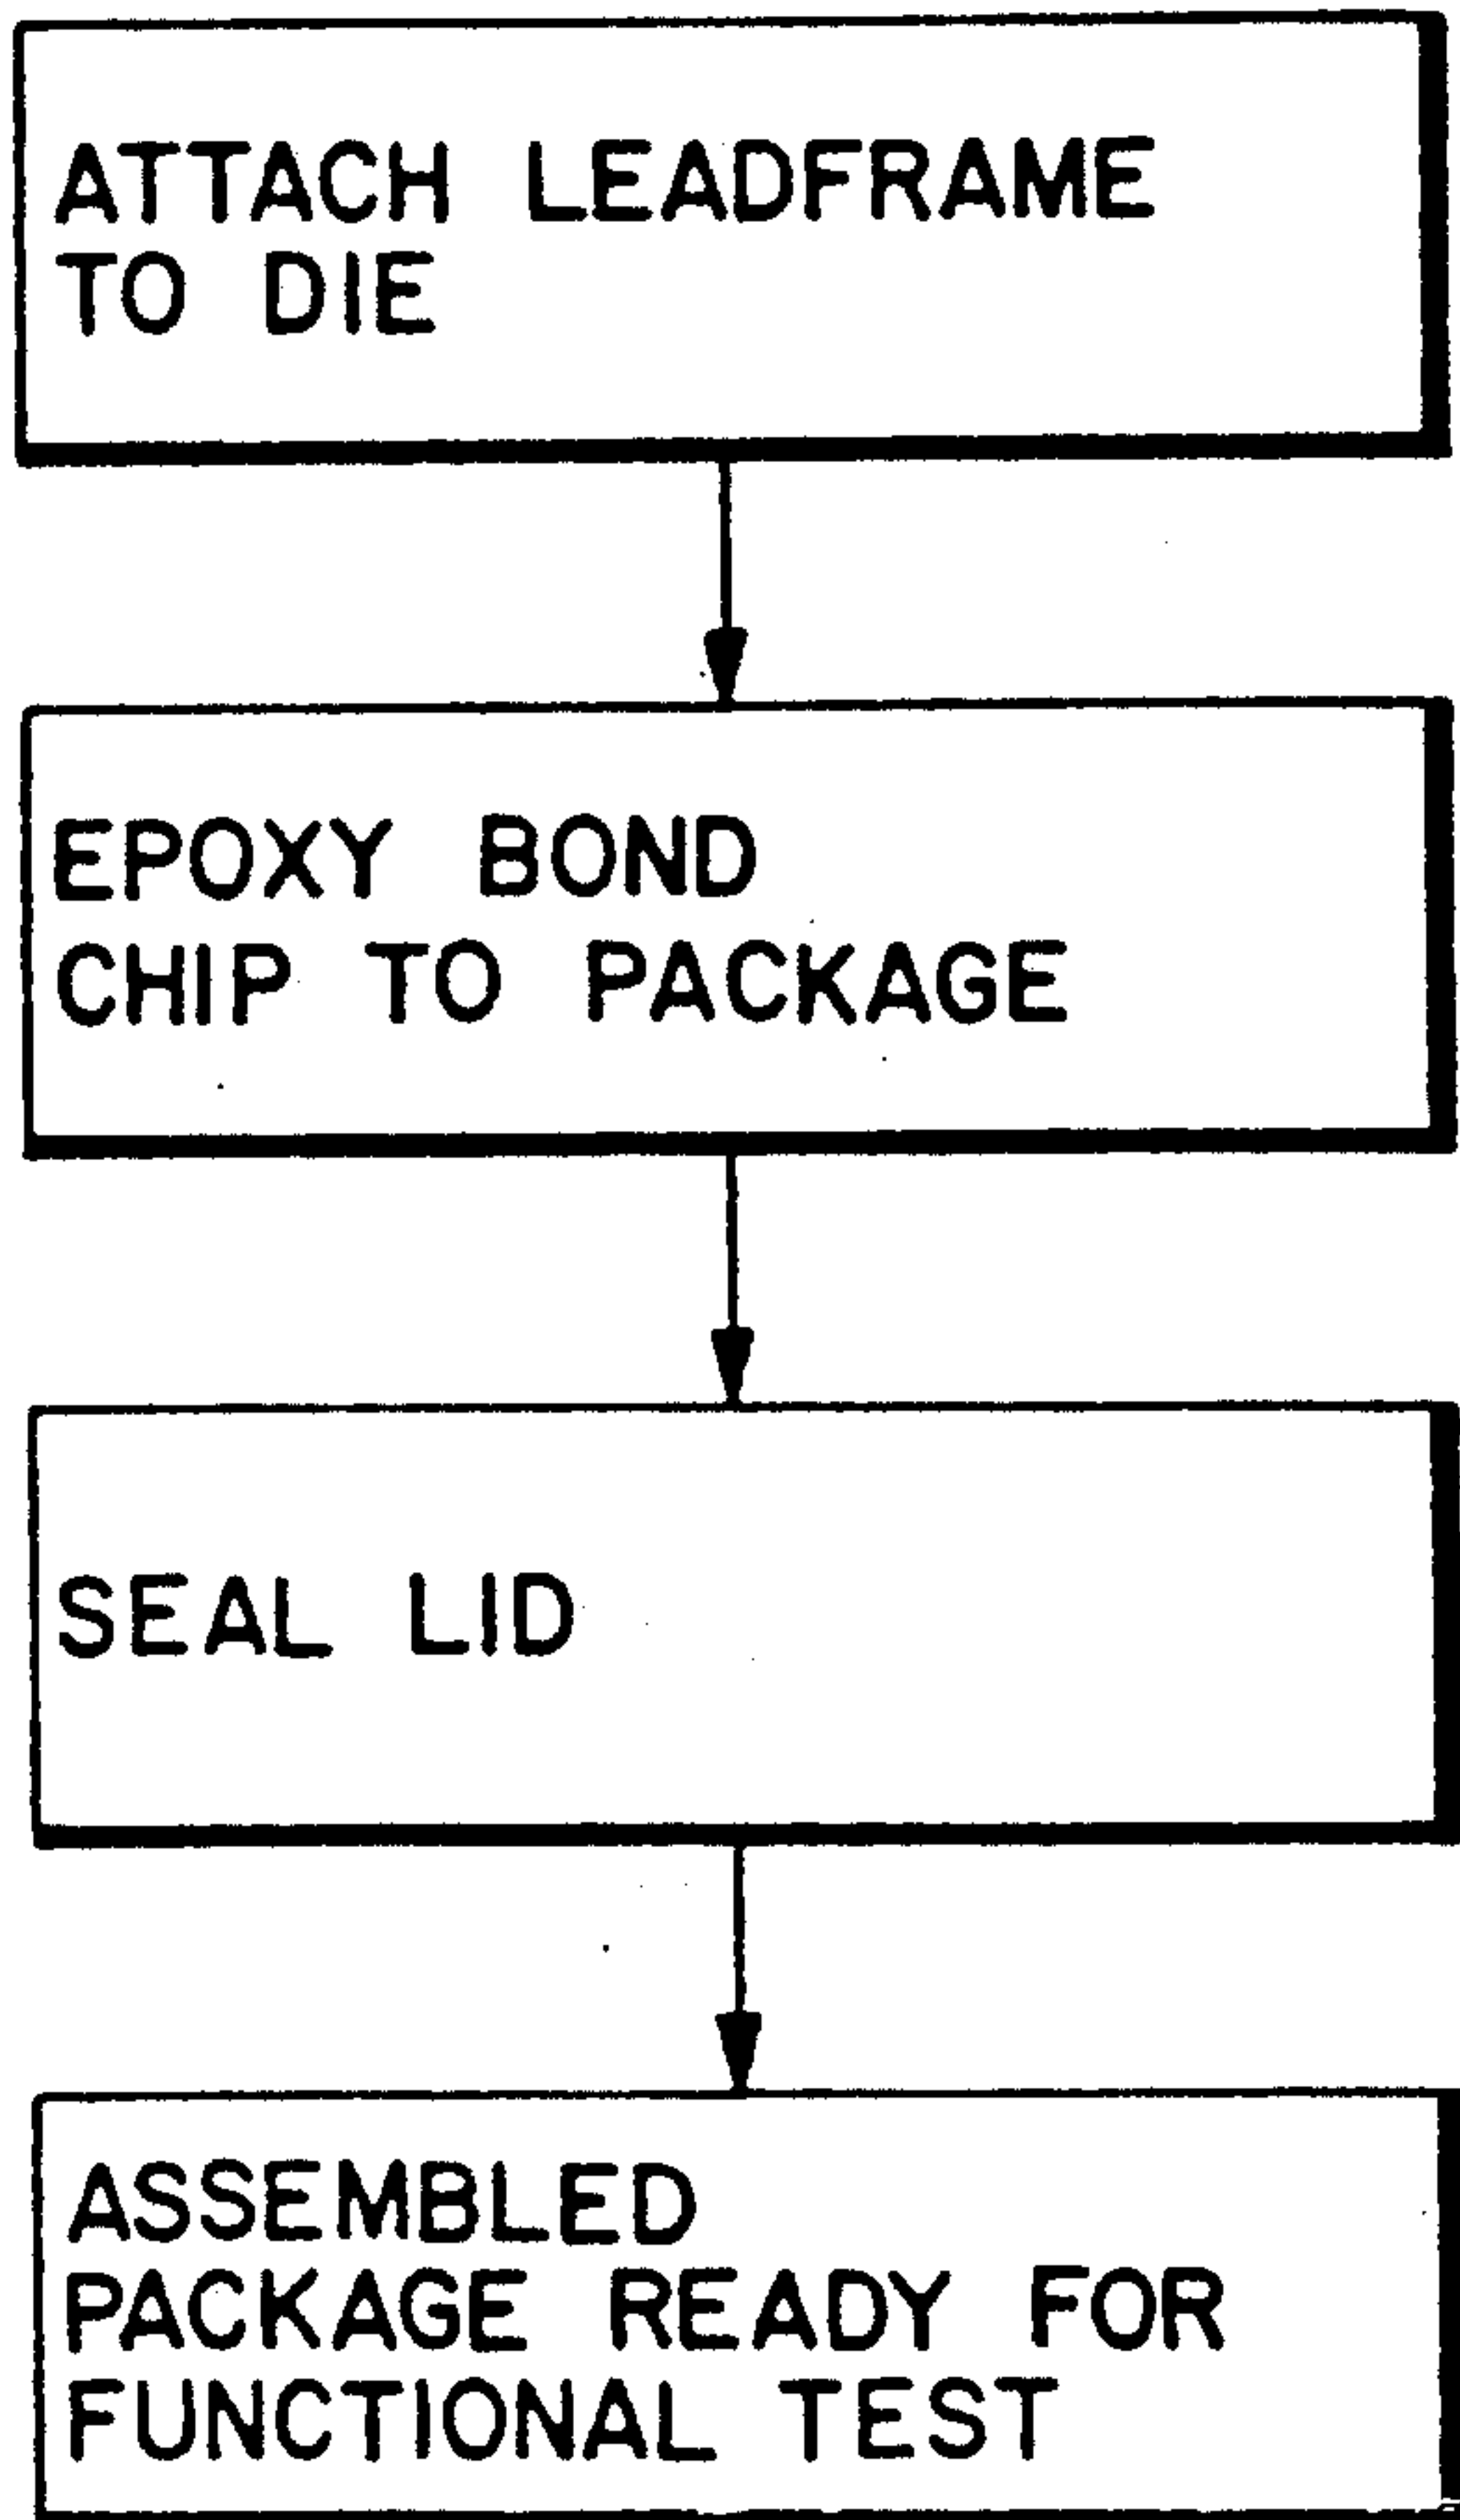 ATTACH LEADFRAME
TO DIE
EPOXY BOND
CHIP TO PACKAGE
SEAL LID
ASSEMBLED
PACKAGE READY FOR
FUNCTIONAL TEST